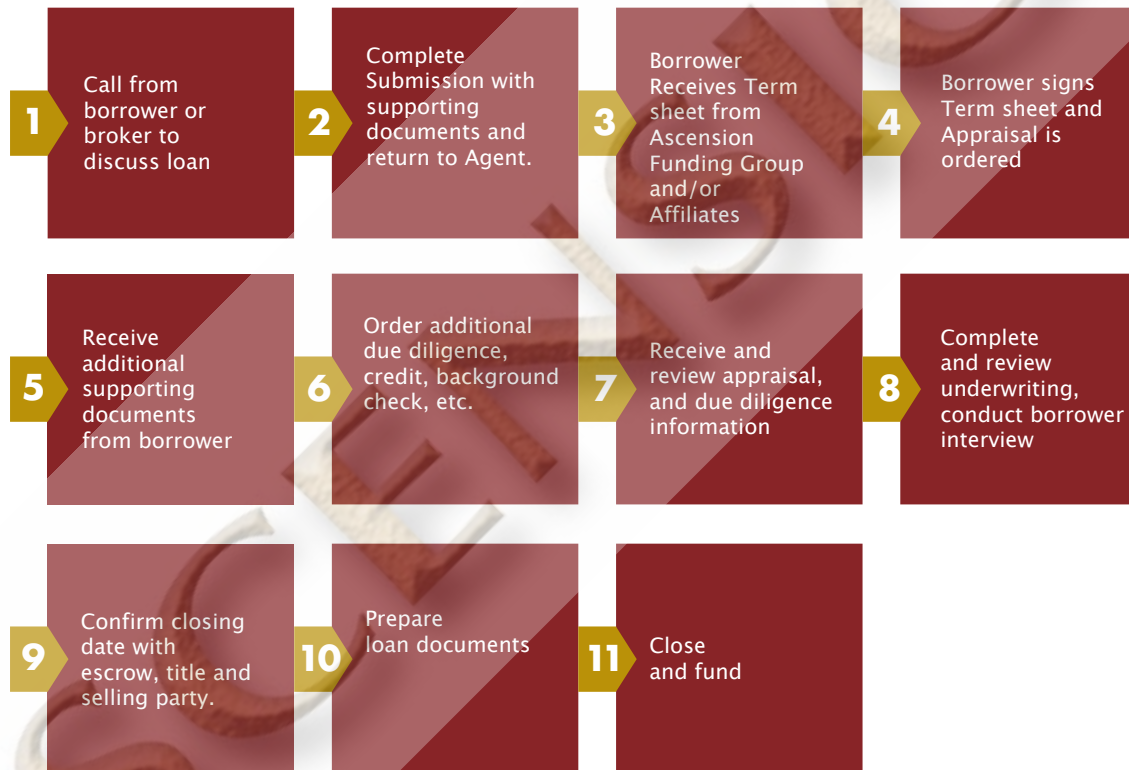 1
Call from
borrower or
broker to
discuss loan
2
Complete
Submission with
supporting
documents and
return to Agent.
3
Borrower
Receives Term
sheet from
Ascension
Funding Group
and/or
Affiliates
4
Borrower signs
Term sheet and
Appraisal is
ordered
5
Receive
additional
supporting
documents
from borrower
6
Order additional
due diligence,
credit, background
check, etc.
7
Receive and
review appraisal,
and due diligence
information
8
Complete
and review
underwriting,
conduct borrower
interview
9
Confirm closing
date with
escrow, title and
selling party.
10
Prepare
loan documents
11
Close
and fund
SCENSIO